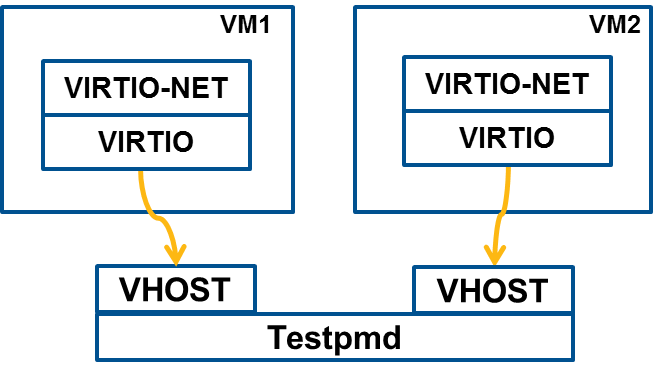 VM1
VIRTIO-NET
VIRTIO
VM2
VIRTIO-NET
VIRTIO
VHOST
VHOST
Testpmd